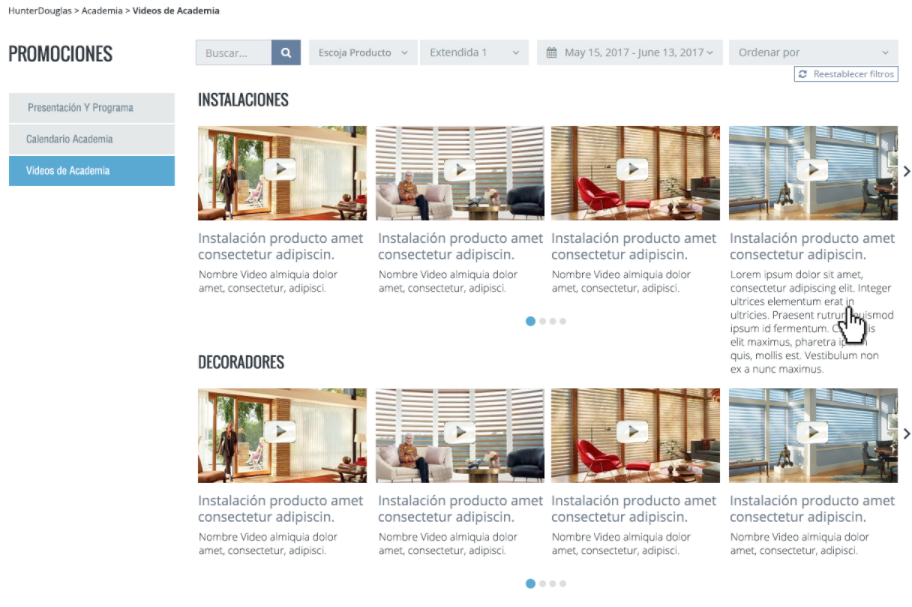 HunterDouglas > Academia > Videos de Academia
PROMOCIONES
Buscar...
Escoja Producto
Extendida 1
May 15, 2017 - June 13, 2017
Ordenar por
Reestablecer filtros
Presentación Y Programa
Calendario Academia
Videos de Academia
INSTALACIONES
Instalación producto amet
consectetur adipiscin.
Nombre Video almiquia dolor
amet, consectetur, adipisci.
Instalación producto amet
consectetur adipiscin.
Nombre Video almiquia dolor
amet, consectetur, adipisci.
Instalación producto amet
consectetur adipiscin.
Nombre Video almiquia dolor
amet, consectetur, adipisci.
Instalación producto amet
consectetur adipiscin.
Lorem ipsum dolor sit amet,
consectetur adipiscing elit. Integer
ultrices elementum erat in
ultricies. Praesent
ipsum id fermentum.
elit maximus, pharetra
quis, mollis est. Vestibulum non
ex a nunc maximus.
DECORADORES
Instalación producto amet
consectetur adipiscin.
Nombre Video almiquia dolor
amet, consectetur, adipisci.
Instalación producto amet
consectetur adipiscin.
Nombre Video almiquia dolor
amet, consectetur, adipisci.
Instalación producto amet
consectetur adipiscin.
Nombre Video almiquia dolor
amet, consectetur, adipisci.
Instalación producto amet
consectetur adipiscin.
Nombre Video almiquia dolor
amet, consectetur, adipisci.